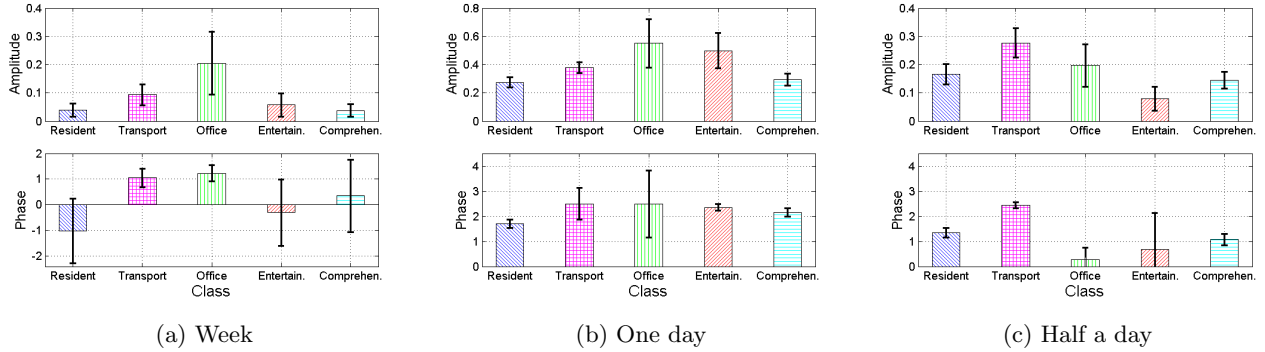 0.4
0.3
0.2
0.1
0
Amplitude
Resident Transport Office Entertain. Comprehen.
2
1
0
-1
-2
Phase
Resident Transport Office Entertain. Comprehen.
Class
(a) Week
0.8
0.6
0.4
0.2
0
Amplitude
Resident Transport Office Entertain. Comprehen.
4
3
2
1
0
Phase
Resident Transport Office Entertain. Comprehen.
Class
(b) One day
0.4
0.3
0.2
0.1
0
Amplitude
Resident Transport Office Entertain. Comprehen.
4
3
2
1
0
Phase
Resident Transport Office Entertain. Comprehen.
Class
(c) Half a day